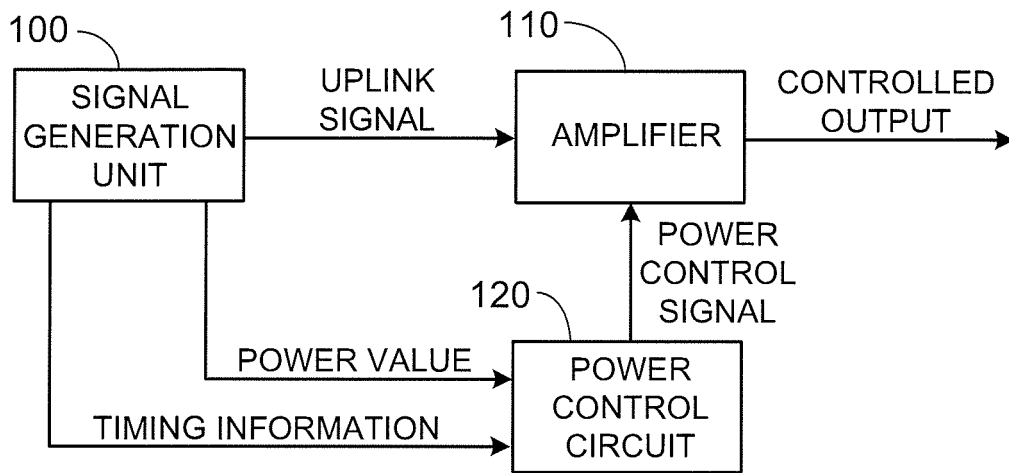 100
SIGNAL
GENERATION
UNIT
UPLINK
SIGNAL
110
AMPLIFIER
CONTROLLED
OUTPUT
POWER
CONTROL
SIGNAL
120
POWER
CONTROL
CIRCUIT
POWER VALUE
TIMING INFORMATION